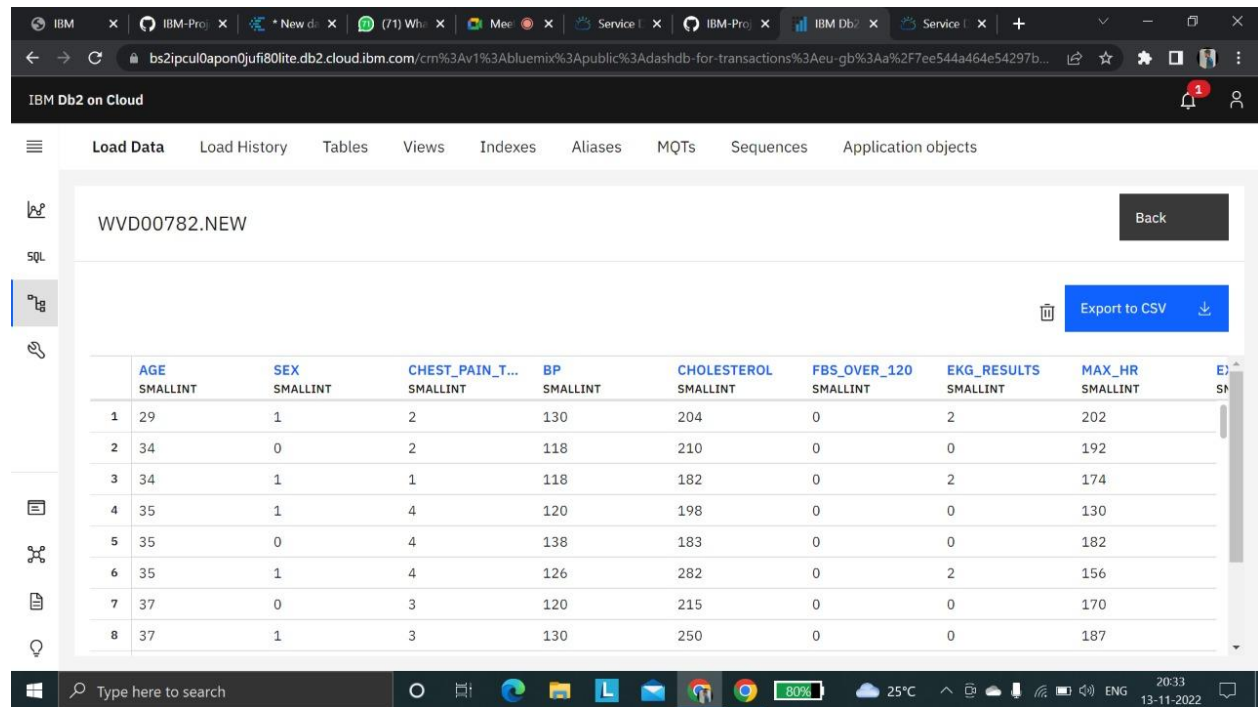 IBM IBM-Proj * New da (71) Wha Mee Service IBM-Proj IBM Db2 Service
bs2ipcul0apon0jufi80lite.db2.cloud.ibm.com/crn%3Av1%3Abluemix%3Apublic%3Adashdb-for-transactions%3Aeu-gb%3Aa%2F7ee544a464e54297b...
IBM Db2 on Cloud 1
Load Data Load History Tables Views Indexes Aliases MQTs Sequences Application objects
WVD00782.NEW Back
SQL
Export to CSV
AGE SEX CHEST_PAIN_T... BP CHOLESTEROL FBS_OVER_120 EKG_RESULTS MAX_HR
SMALLINT SMALLINT SMALLINT SMALLINT SMALLINT SMALLINT SMALLINT SMALLINT
1 29 1 2 130 204 0 2 202
2 34 0 2 118 210 0 0 192
3 34 1 1 118 182 0 2 174
4 35 1 4 120 198 0 0 130
5 35 0 4 138 183 0 0 182
6 35 1 4 126 282 0 2 156
7 37 0 3 120 215 0 0 170
8 37 1 3 130 250 0 0 187
Type here to search L 80% 25°C ENG 20:33
13-11-2022